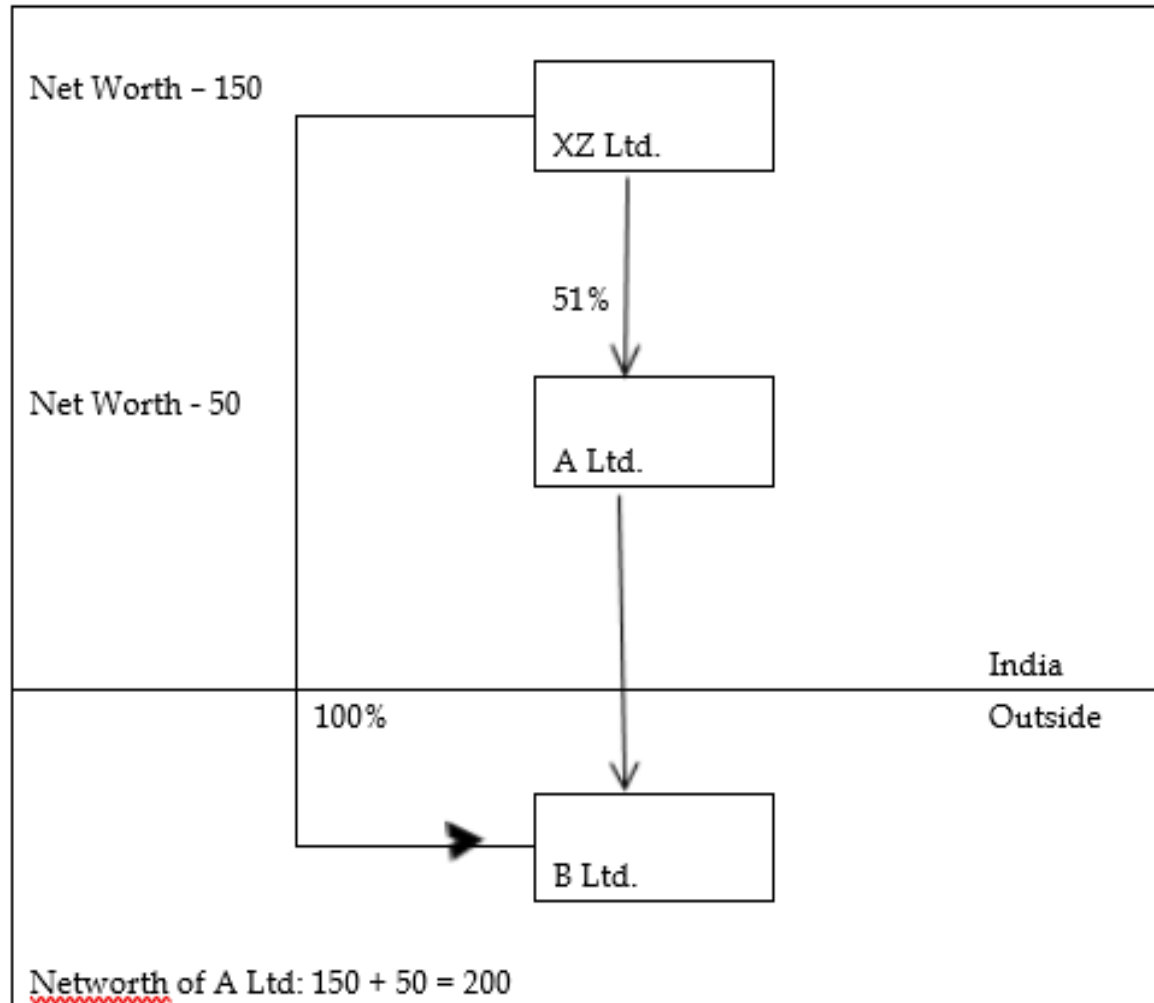 Net Worth – 150
XZ Ltd.
51%
Net Worth - 50
A Ltd.
India
100%
Outside
B Ltd.
Networth of A Ltd: 150 + 50 = 200